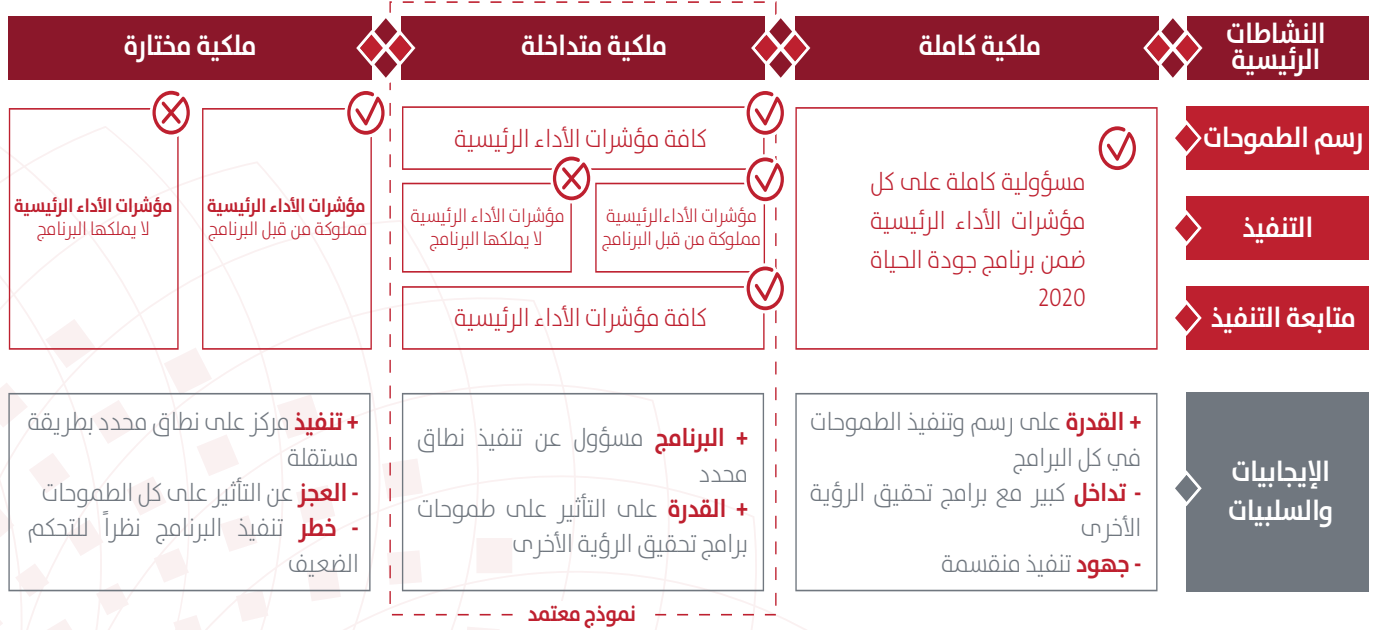 النشاطات
الرئيسية
ملكية كاملة
ملكية متداخلة
ملكية مختارة
رسم الطموحات
التنفيذ
متابعة التنفيذ
مسؤولية كاملة على كل
مؤشرات الأداء الرئيسية
ضمن برنامج جودة الحياة
2020
كافة مؤشرات الأداء الرئيسية
مؤشرات الأداءالرئيسية
مملوكة من قبل البرنامج
مؤشرات الأداء الرئيسية
لا يملكها البرنامج
كافة مؤشرات الأداء الرئيسية
مؤشرات الأداء الرئيسية
مملوكة من قبل البرنامج
مؤشرات الأداء الرئيسية
لا يملكها البرنامج
الإيجابيات
والسلبيات
+ القدرة على رسم وتنفيذ الطموحات
في كل البرامج
- تداخل كبير مع برامج تحقيق الرؤية
الأخرى
- جهود تنفيذ منقسمة
+ البرنامج مسؤول عن تنفيذ نطاق
محدد
+ القدرة على التأثير على طموحات
برامج تحقيق الرؤية الأخرى
+ تنفيذ مركز على نطاق محدد بطريقة
مستقلة
- العجز عن التأثير على كل الطموحات
- خطر تنفيذ البرنامج نظراً للتحكم
الضعيف
نموذج معتمد